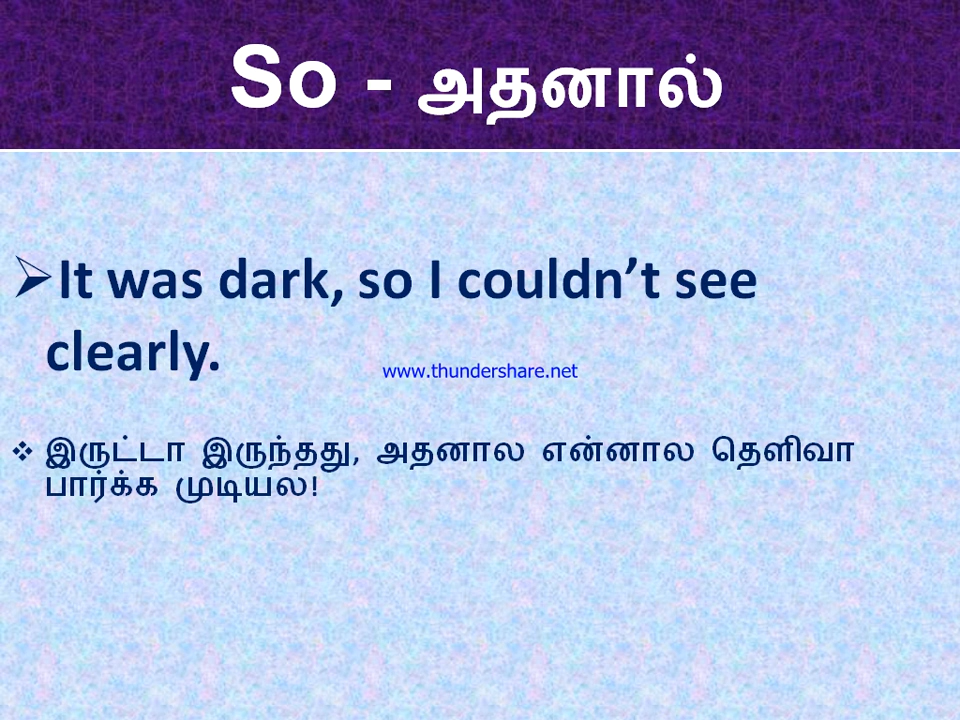 So - அதனால்
It was dark, so I couldn’t see
clearly.
www.thundershare.net
இருட்டா இருந்தது, அதனால என்னால தெளிவா
பார்க்க முடியல!